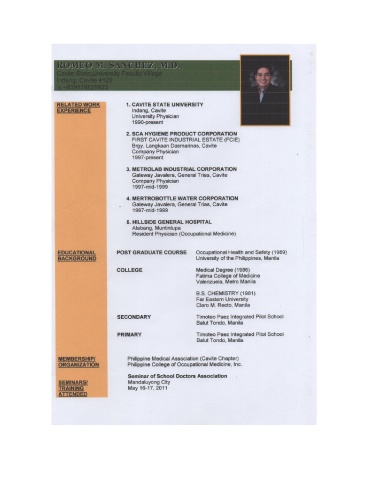 ROMEO M. SANCHEZ, M.D.
Cavite State University Faculty Village
Indang, Cavite 4122
RELATED WORK
EXPERIENCE
1. CAVITE STATE UNIVERSITY
Indang, Cavite
University Physician
1990-present
2. SCA HYGIENE PRODUCT CORPORATION
FIRST CAVITE INDUSTRIAL ESTATE (FCIE)
Brgy. Langkaan Dasmarinas, Cavite
Company Physician
1997-present
3. METROLAB INDUSTRIAL CORPORATION
Gateway Javalera, General Trias, Cavite
Company Physician
1997-mid-1999
4. MERTROBOTTLE WATER CORPORATION
Gateway Javalera, General Trias, Cavite
1997-mid-1999
5. HILLSIDE GENERAL HOSPITAL
Alabang, Muntinlupa
Resident Physician (Occupational Medicine)
EDUCATIONAL
BACKGROUND
POST GRADUATE COURSE Occupational Health and Safety (1989)
University of the Philippines, Manila
COLLEGE Medical Degree (1986)
Fatima College of Medicine
Valenzuela, Metro Manila
B.S. CHEMISTRY (1981)
Far Eastern University
Claro M. Recto, Manila
SECONDARY Timoteo Paez Integrated Pilot School
Balut Tondo, Manila
PRIMARY Timoteo Paez Integrated Pilot School
Balut Tondo, Manila
MEMBERSHIP/
ORGANIZATION
Philippine Medical Association (Cavite Chapter)
Philippine College of Occupational Medicine, Inc.
SEMINARS/
TRAINING
ATTENDED
Seminar of School Doctors Association
Mandaluyong City
May 16-17, 2011